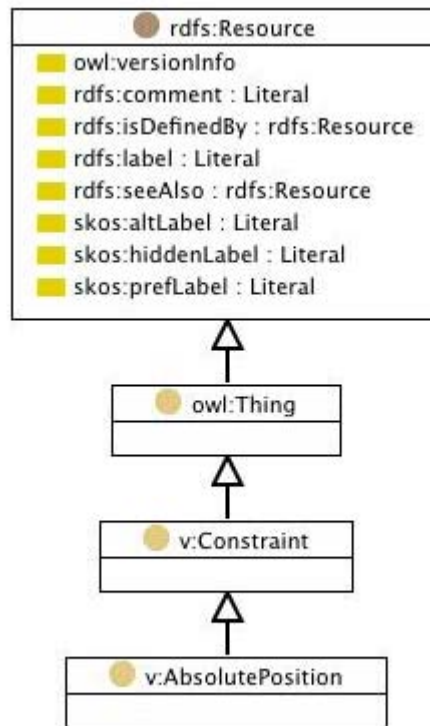 rdfs:Resource
owl:versionInfo
rdfs:comment : Literal
rdfs:isDefinedBy : rdfs:Resource
rdfs:label : Literal
rdfs:seeAlso : rdfs:Resource
skos:altLabel : Literal
skos:hiddenLabel : Literal
skos:prefLabel : Literal
owl:Thing
v:Constraint
v:AbsolutePosition